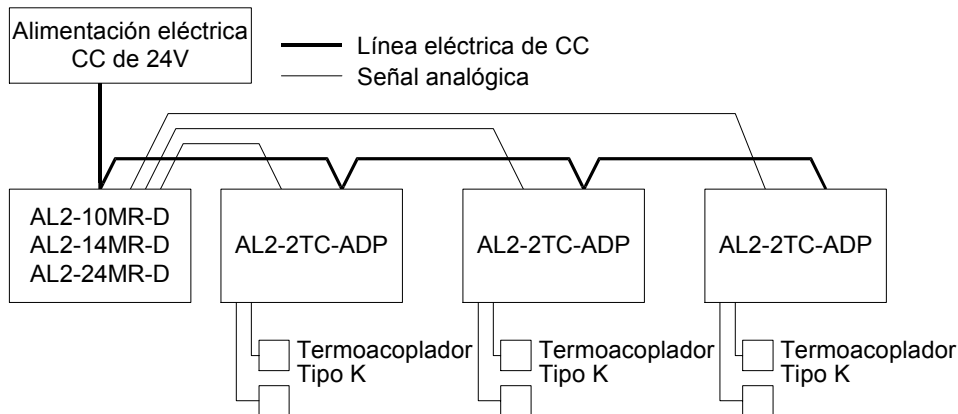 Alimentación eléctrica
CC de 24V
Línea eléctrica de CC
Señal analógica
AL2-10MR-D
AL2-14MR-D
AL2-24MR-D
AL2-2TC-ADP
AL2-2TC-ADP
AL2-2TC-ADP
Termoacoplador
Tipo K
Termoacoplador
Tipo K
Termoacoplador
Tipo K